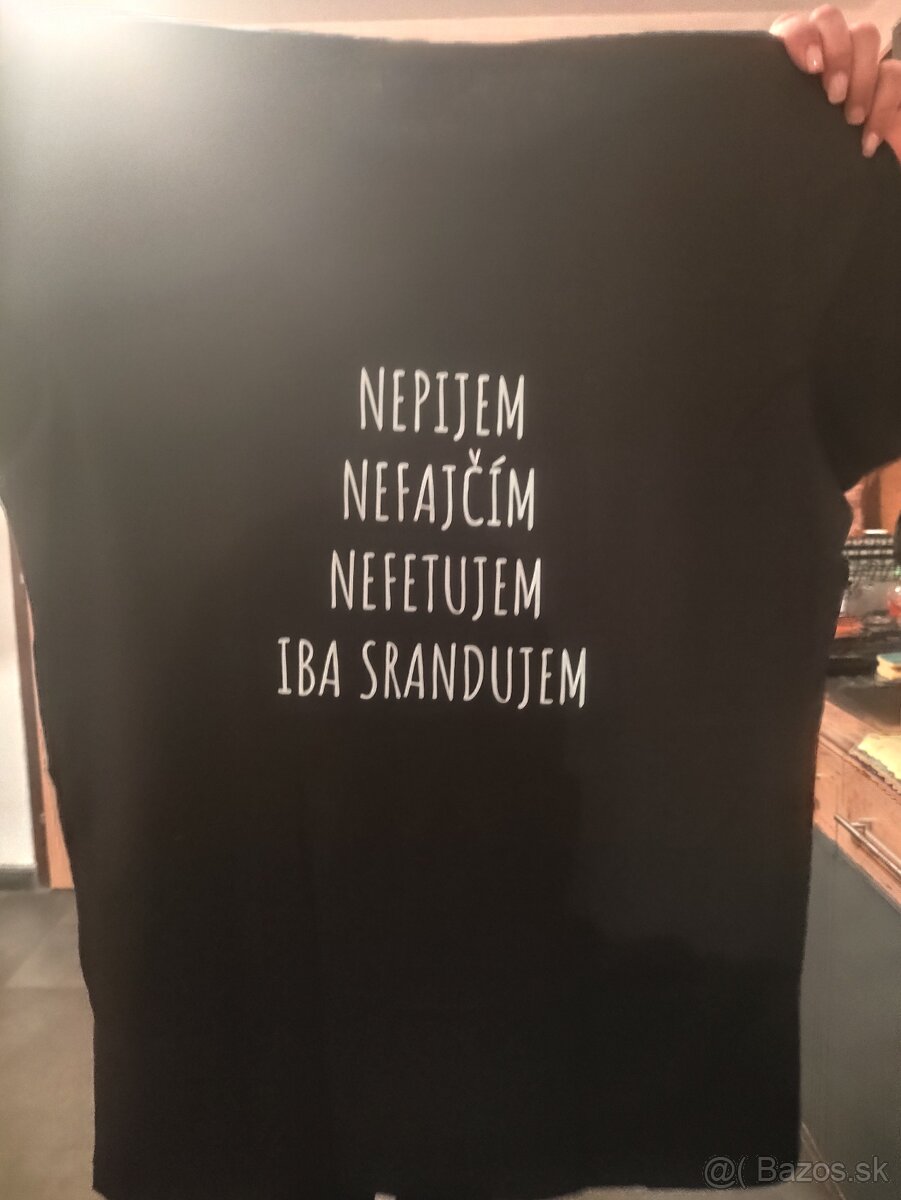 NEPIJEM
NEFAJČÍM
NEFETUJEM
IBA SRANDUJEM
@( Bazos.sk